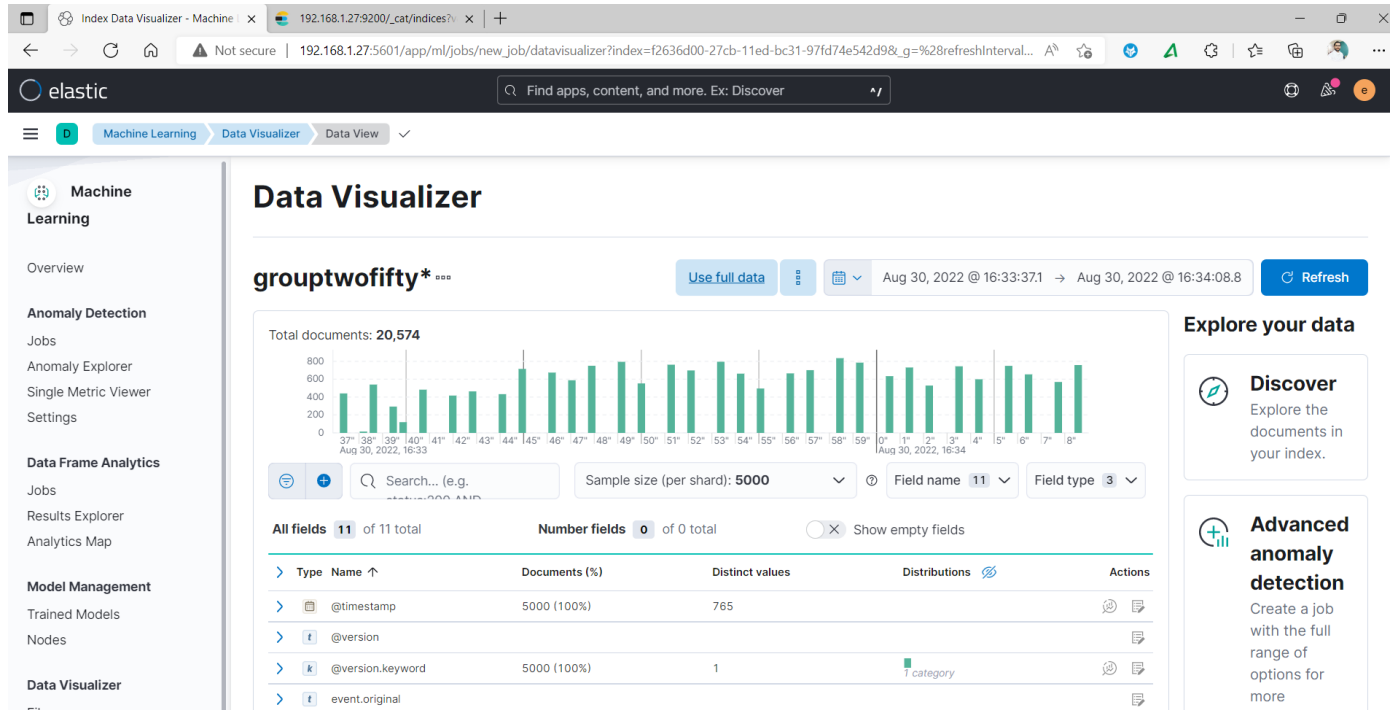 Index Data Visualizer - Machine
192.168.1.27:9200/_cat/indices?v
Not secure 192.168.1.27:5601/app/ml/jobs/new_job/datavisualizer?index=f2636d00-27cb-11ed-bc31-97fd74e542d9&_g=%28refreshInterval...
elastic
Find apps, content, and more. Ex: Discover ^/
e
D Machine Learning Data Visualizer Data View
Machine Learning
Overview
Anomaly Detection
Jobs
Anomaly Explorer
Single Metric Viewer
Settings
Data Frame Analytics
Jobs
Results Explorer
Analytics Map
Model Management
Trained Models
Nodes
Data Visualizer
Data Visualizer
grouptwofifty*
Use full data
Aug 30, 2022 @ 16:33:37.1 → Aug 30, 2022 @ 16:34:08.8
Refresh
Total documents: 20,574
800
600
400
200
0
37" 38" 39" 40" 41" 42" 43" 44" 45" 46" 47" 48" 49" 50" 51" 52" 53" 54" 55" 56" 57" 58" 59" 0" 1" 2" 3" 4" 5" 6" 7" 8"
Aug 30, 2022, 16:33 Aug 30, 2022, 16:34
Search... (e.g.
status:200 AND
Sample size (per shard): 5000
Field name 11
Field type 3
All fields 11 of 11 total
Number fields 0 of 0 total
Show empty fields
Type Name ↑ Documents (%) Distinct values Distributions Actions
@timestamp 5000 (100%) 765
t @version
k @version.keyword 5000 (100%) 1 1 category
t event.original
Explore your data
Discover
Explore the
documents in
your index.
Advanced
anomaly
detection
Create a job
with the full
range of
options for
more